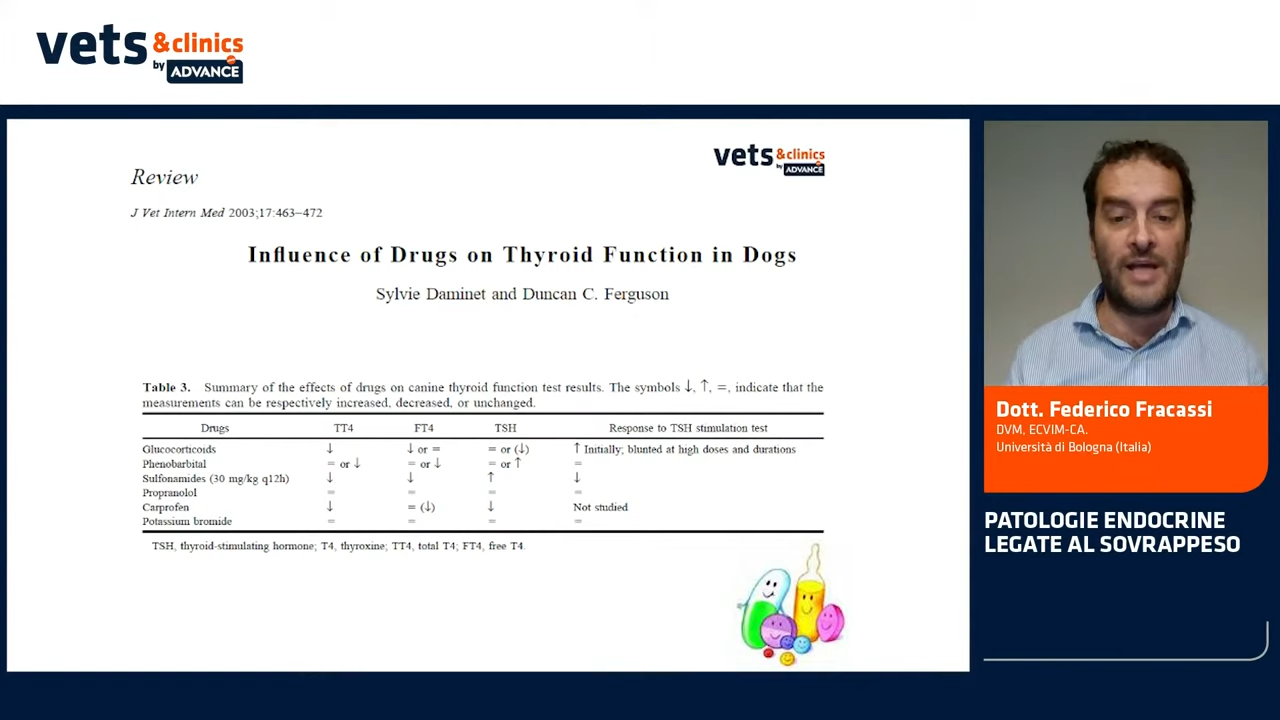 vets &clinics
by ADVANCE
vets &clinics
by ADVANCE
Review
J Vet Intern Med 2003;17:463–472
Influence of Drugs on Thyroid Function in Dogs
Sylvie Daminet and Duncan C. Ferguson
Table 3. Summary of the effects of drugs on canine thyroid function test results. The symbols ↓, ↑, =, indicate that the
measurements can be respectively increased, decreased, or unchanged.
Drugs TT4 FT4 TSH Response to TSH stimulation test
Glucocorticoids ↓ ↓ or = = or (↓) ↑ Initially; blunted at high doses and durations
Phenobarbital = or ↓ = or ↓ = or ↑ =
Sulfonamides (30 mg/kg q12h) ↓ ↓ ↑ ↓
Propranolol = = = =
Carprofen ↓ = (↓) ↓ Not studied
Potassium bromide = = = =
TSH, thyroid-stimulating hormone; T4, thyroxine; TT4, total T4; FT4, free T4.
Dott. Federico Fracassi
DVM, ECVIM-CA.
Università di Bologna (Italia)
PATOLOGIE ENDOCRINE
LEGATE AL SOVRAPPESO